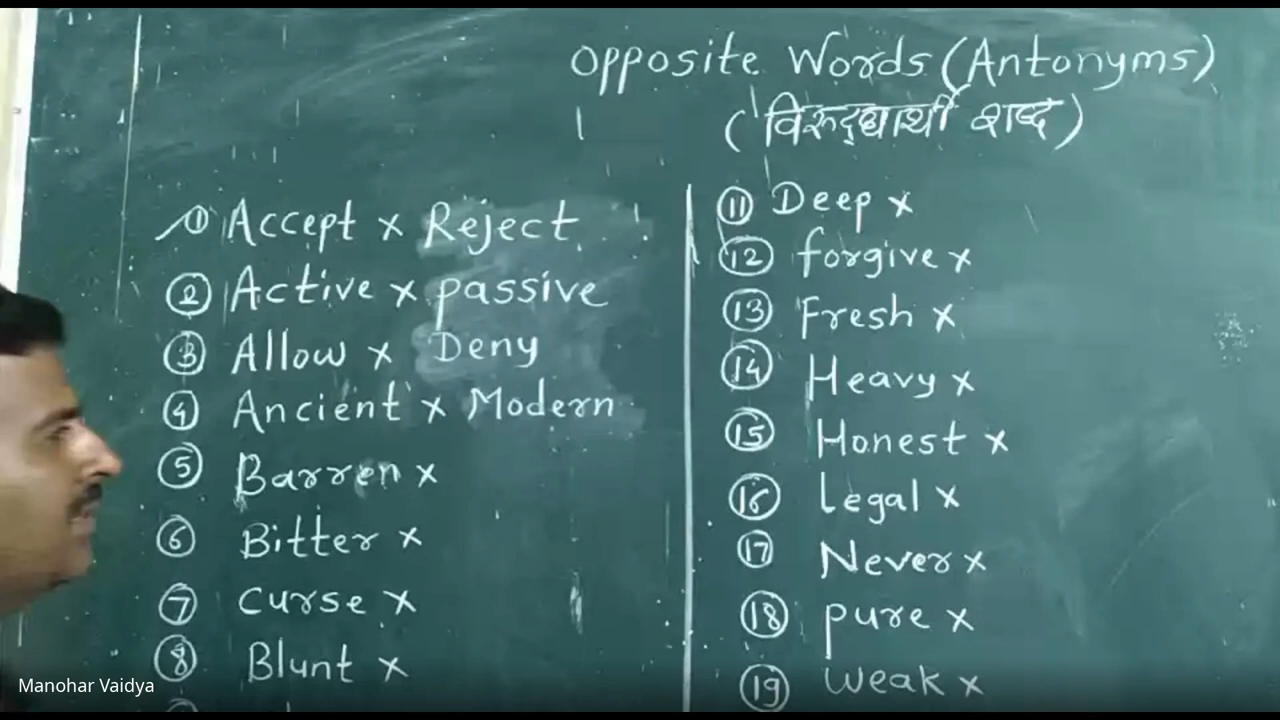 Opposite Words (Antonyms)
(विरूद्धार्थी शब्द)
① Accept × Reject
② Active × passive
③ Allow × Deny
④ Ancient × Modern
⑤ Barren ×
⑥ Bitter ×
⑦ curse ×
⑧ Blunt ×
⑪ Deep ×
⑫ forgive ×
⑬ Fresh ×
⑭ Heavy ×
⑮ Honest ×
⑯ Legal ×
⑰ Never ×
⑱ pure ×
⑲ weak ×
Manohar Vaidya